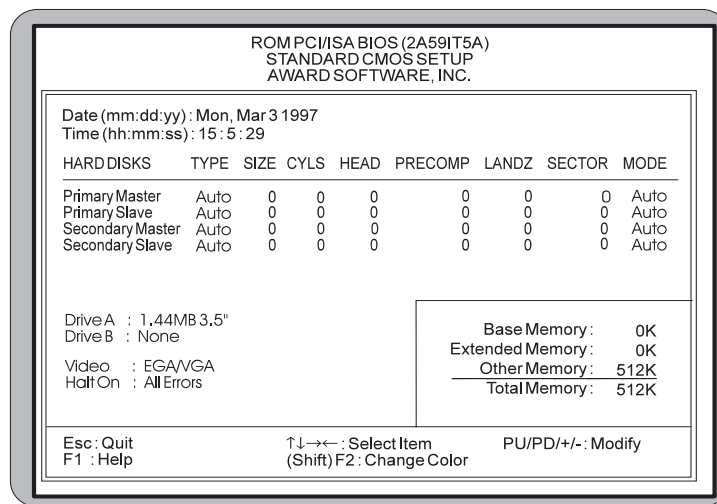 ROM PCI/ISA BIOS (2A59IT5A)
STANDARD CMOS SETUP
AWARD SOFTWARE, INC.
Date (mm:dd:yy) : Mon, Mar 3 1997
Time (hh:mm:ss) : 15 : 5 : 29
HARD DISKS TYPE SIZE CYLS HEAD PRECOMP LANDZ SECTOR MODE
Primary Master Auto 0 0 0 0 0 0 Auto
Primary Slave Auto 0 0 0 0 0 0 Auto
Secondary Master Auto 0 0 0 0 0 0 Auto
Secondary Slave Auto 0 0 0 0 0 0 Auto
Drive A : 1.44MB 3.5"
Drive B : None
Video : EGA/VGA
Halt On : All Errors
Base Memory : 0K
Extended Memory : 0K
Other Memory : 512K
Total Memory : 512K
Esc : Quit ↑↓→← : Select Item PU/PD/+/- : Modify
F1 : Help (Shift) F2 : Change Color